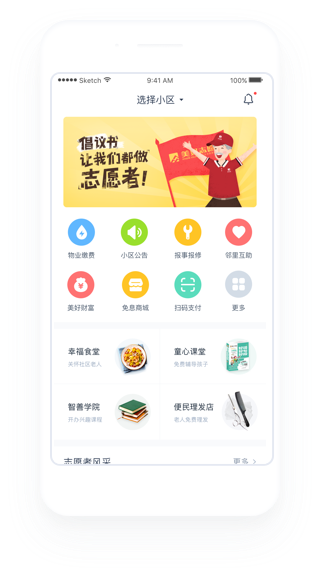 Sketch
9:41 AM
100%
选择小区
倡议书
让我们都做
志愿者!
物业缴费
小区公告
报事报修
邻里互助
美好财富
免息商城
扫码支付
更多
幸福食堂
关怀社区老人
童心课堂
免费辅导孩子
智善学院
开办兴趣课程
便民理发店
老人免费理发
志愿者风采
更多